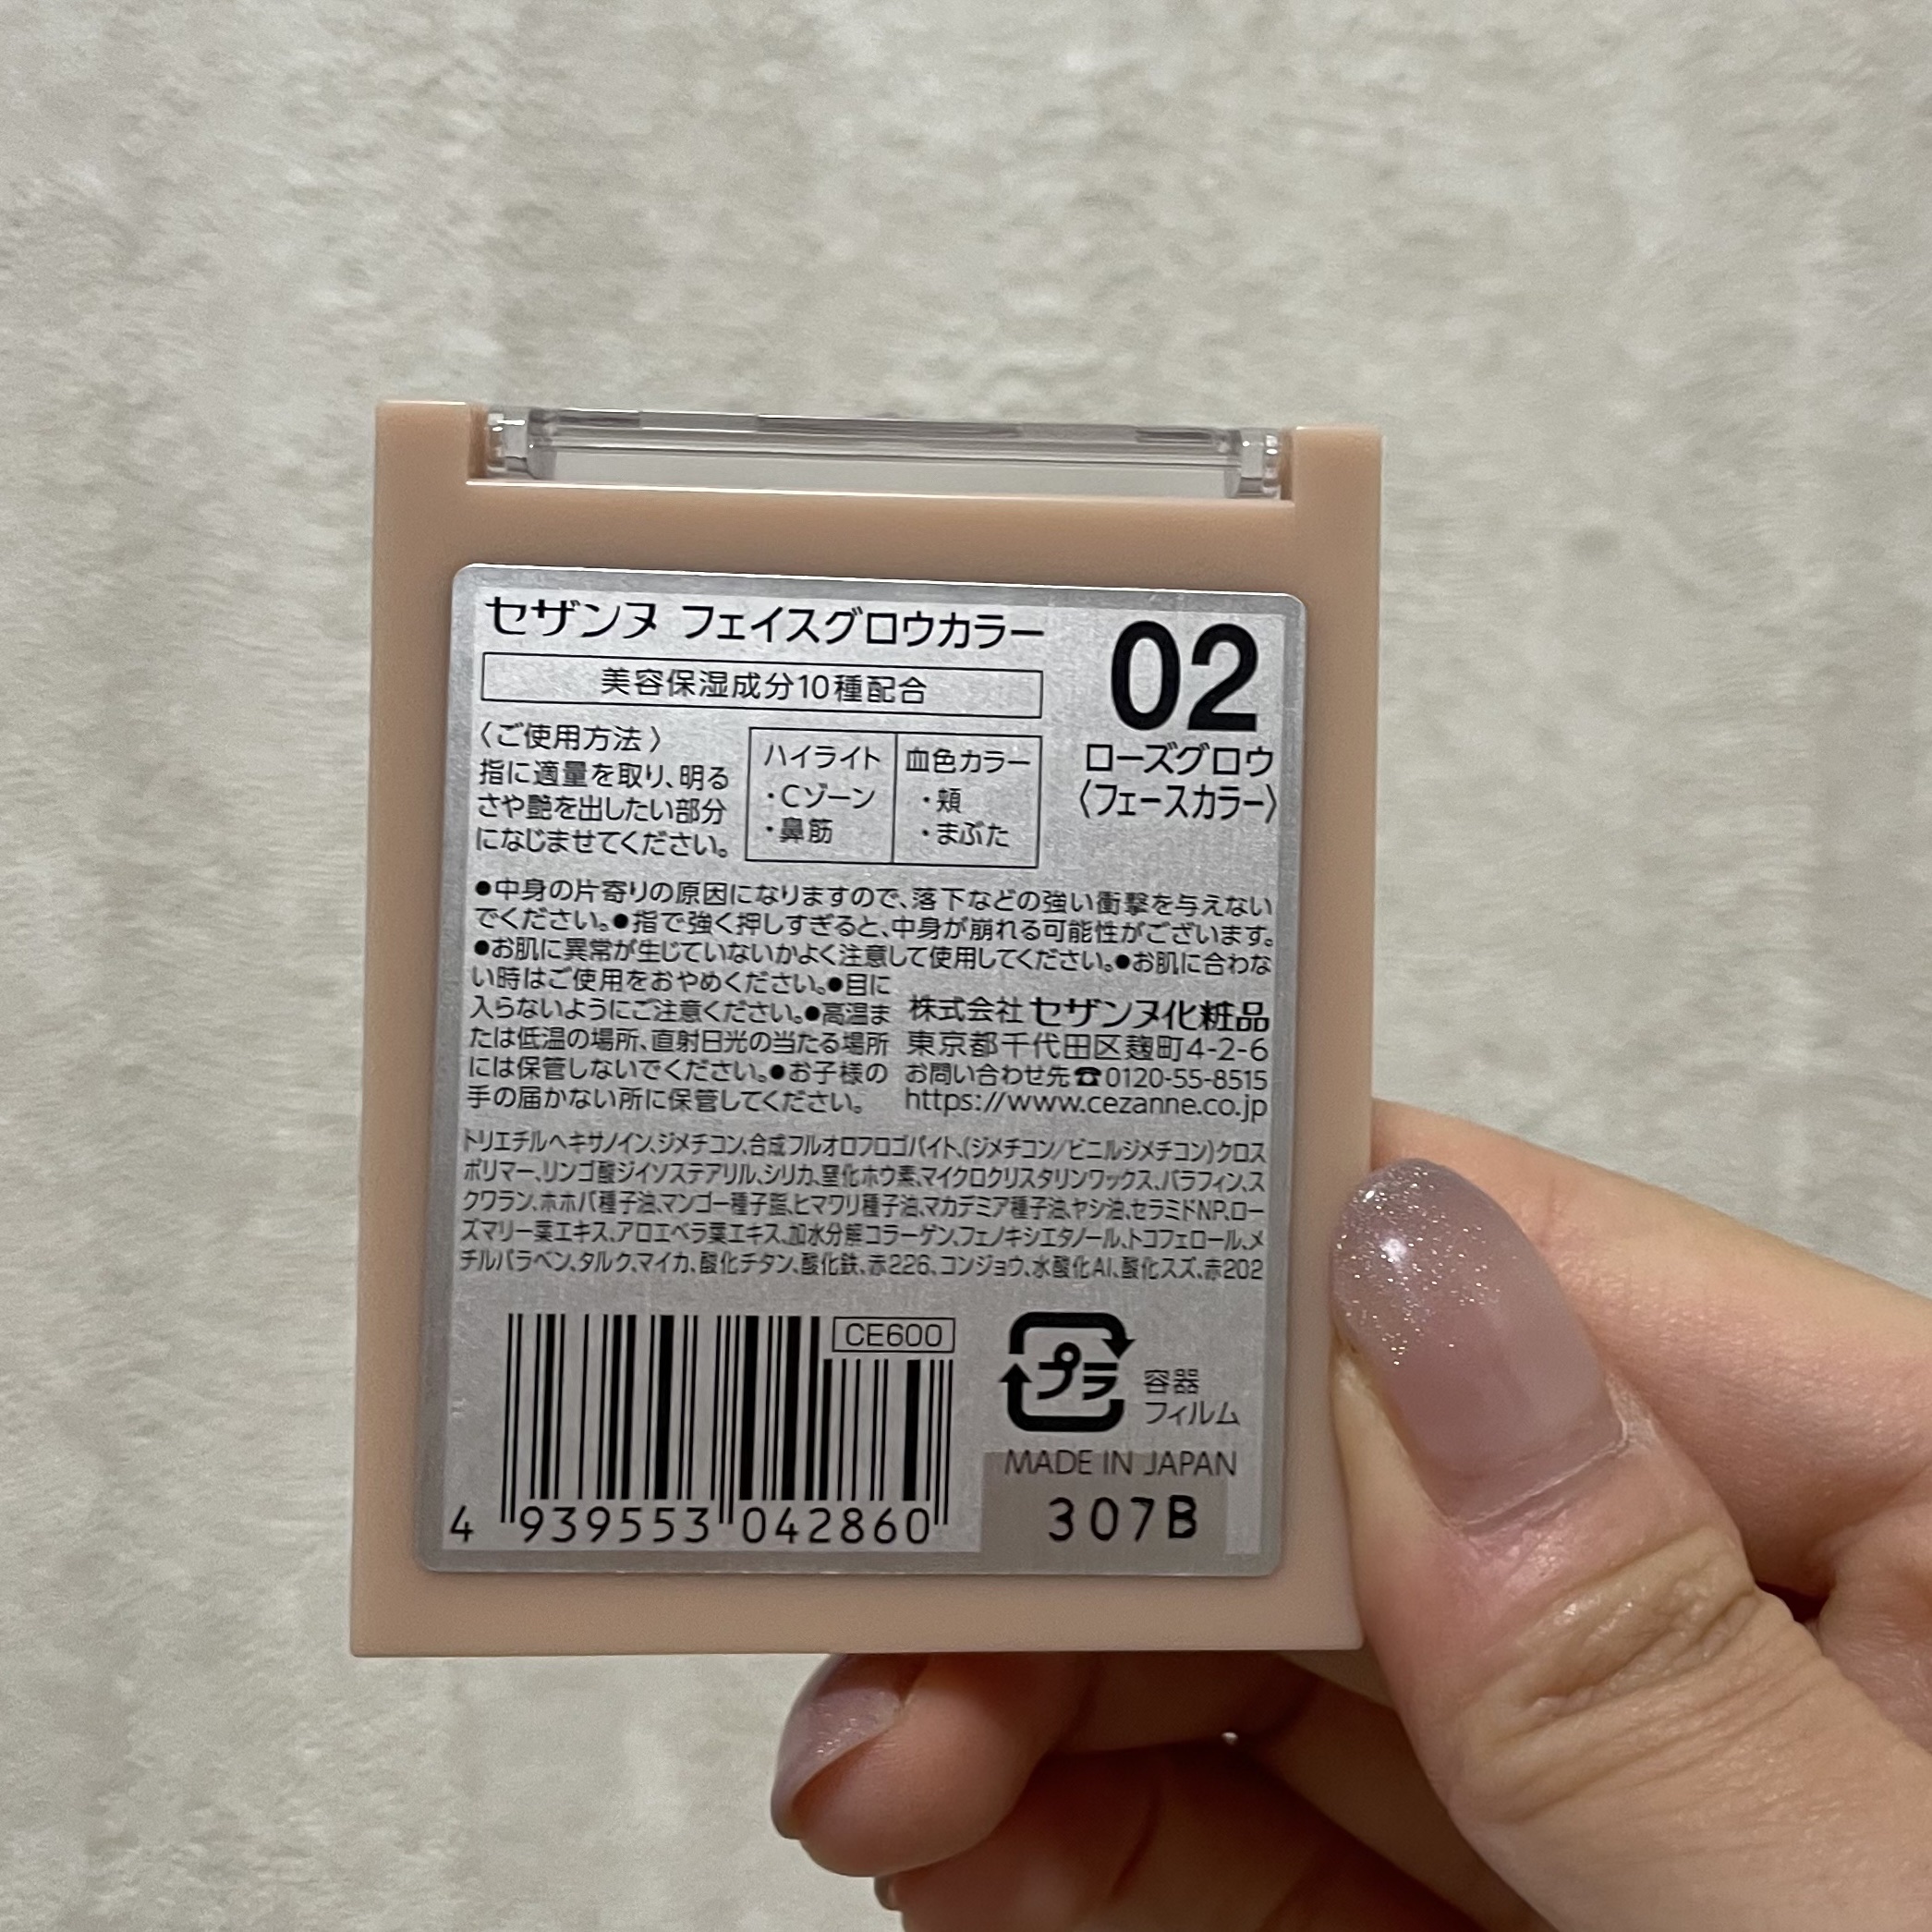 セザンヌ フェイスグロウカラー
02
美容保湿成分10種配合
ローズグロウ
〈フェースカラー〉
〈ご使用方法〉
指に適量を取り、明る
さや艶を出したい部分
になじませてください。
ハイライト
・Cゾーン
・鼻筋
血色カラー
・頬
・まぶた
●中身の片寄りの原因になりますので、落下などの強い衝撃を与えない
でください。●指で強く押しすぎると、中身が崩れる可能性がございます。
●お肌に異常が生じていないかよく注意して使用してください。●お肌に合わな
い時はご使用をおやめください。●目に
入らないようにご注意ください。●高温ま
たは低温の場所、直射日光の当たる場所
には保管しないでください。●お子様の
手の届かない所に保管してください。
株式会社 セザンヌ化粧品
東京都千代田区麹町4-2-6
お問い合わせ先☎0120-55-8515
https://www.cezanne.co.jp
トリエチルヘキサノイン、ジメチコン、合成フルオロフロゴパイト、(ジメチコン/ビニルジメチコン)クロス
ポリマー、リンゴ酸ジイソステアリル、シリカ、窒化ホウ素、マイクロクリスタリンワックス、パラフィン、ス
クワラン、ホホバ種子油、マンゴー種子脂、ヒマワリ種子油、マカデミア種子油、ヤシ油、セラミドNP、ロー
ズマリー葉エキス、アロエベラ葉エキス、加水分解コラーゲン、フェノキシエタノール、トコフェロール、メ
チルパラベン、タルク、マイカ、酸化チタン、酸化鉄、赤226、コンジョウ、水酸化Al、酸化スズ、赤202
CE600
4 939553 042860
プラ
容器
フィルム
MADE IN JAPAN
307B